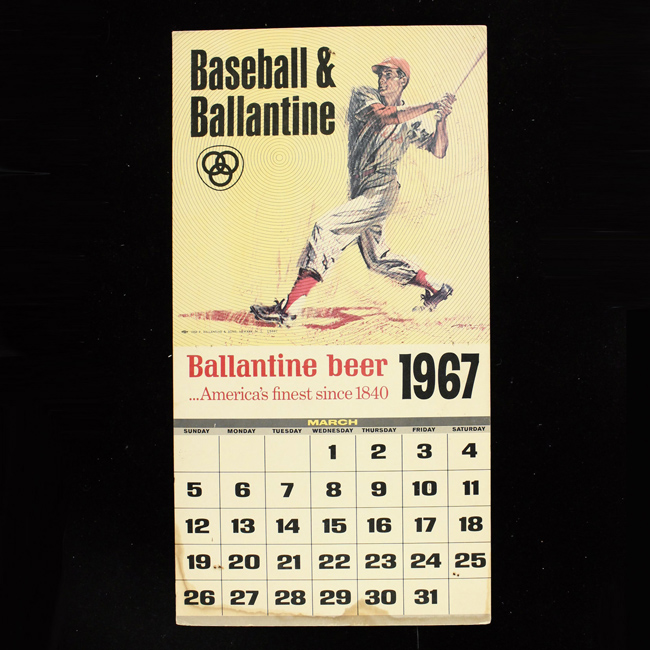 Baseball &
Ballantine
Ballantine beer
...America's finest since 1840
1967
MARCH
SUNDAY MONDAY TUESDAY WEDNESDAY THURSDAY FRIDAY SATURDAY
1 2 3 4
5 6 7 8 9 10 11
12 13 14 15 16 17 18
19 20 21 22 23 24 25
26 27 28 29 30 31